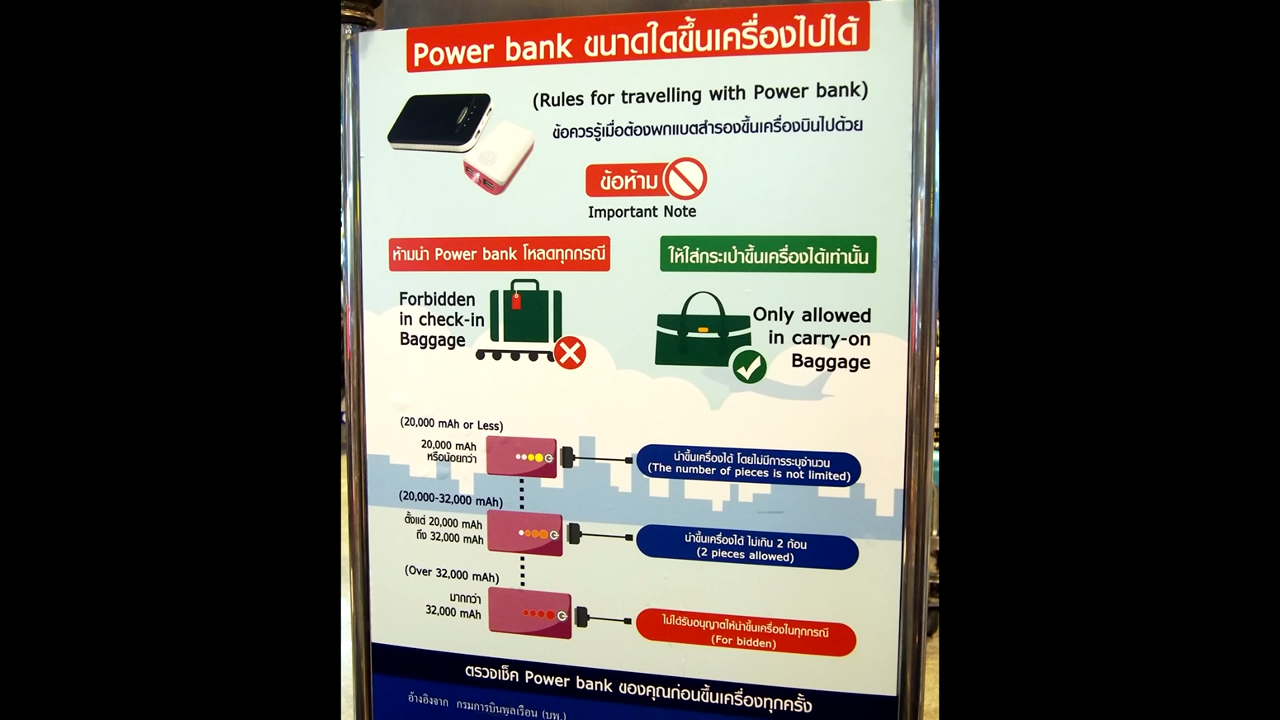 Power bank ขนาดใดขึ้นเครื่องไปได้
(Rules for travelling with Power bank)
ข้อควรรู้เมื่อต้องพกแบตสำรองขึ้นเครื่องบินไปด้วย
ข้อห้าม
Important Note
ห้ามนำ Power bank โหลดทุกกรณี
Forbidden
in check-in
Baggage
ให้ใส่กระเป๋าขึ้นเครื่องได้เท่านั้น
Only allowed
in carry-on
Baggage
(20,000 mAh or Less)
20,000 mAh
หรือน้อยกว่า
นำขึ้นเครื่องได้ โดยไม่มีการระบุจำนวน
(The number of pieces is not limited)
(20,000-32,000 mAh)
ตั้งแต่ 20,000 mAh
ถึง 32,000 mAh
นำขึ้นเครื่องได้ ไม่เกิน 2 ก้อน
(2 pieces allowed)
(Over 32,000 mAh)
มากกว่า
32,000 mAh
ไม่ได้รับอนุญาตให้นำขึ้นเครื่องในทุกกรณี
(For bidden)
ตรวจเช็ค Power bank ของคุณก่อนขึ้นเครื่องทุกครั้ง
อ้างอิงจาก กรมการบินพลเรือน (บพ.)